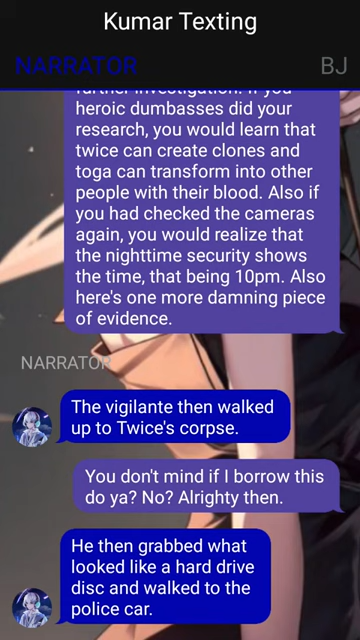 Kumar Texting
NARRATOR
BJ
further investigation. If you
heroic dumbasses did your
research, you would learn that
twice can create clones and
toga can transform into other
people with their blood. Also if
you had checked the cameras
again, you would realize that
the nighttime security shows
the time, that being 10pm. Also
here's one more damning piece
of evidence.
NARRATOR
The vigilante then walked
up to Twice's corpse.
You don't mind if I borrow this
do ya? No? Alrighty then.
He then grabbed what
looked like a hard drive
disc and walked to the
police car.